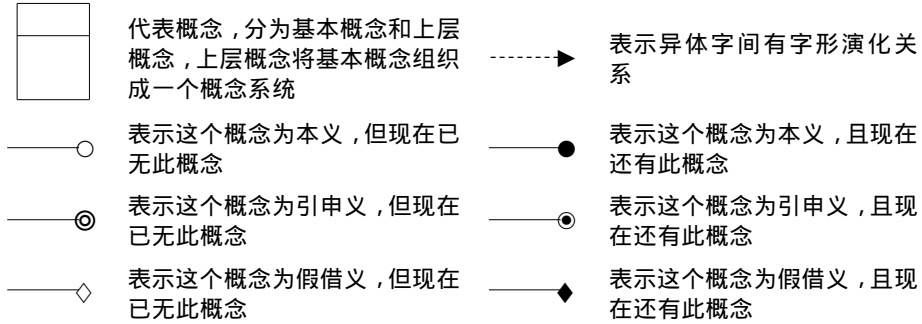 代表概念,分为基本概念和上层
概念,上层概念将基本概念组织
成一个概念系统
表示异体字间有字形演化关
系
表示这个概念为本义,但现在已
无此概念
表示这个概念为本义,且现在
还有此概念
表示这个概念为引申义,但现在
已无此概念
表示这个概念为引申义,且现
在还有此概念
表示这个概念为假借义,但现在
已无此概念
表示这个概念为假借义,且现
在还有此概念